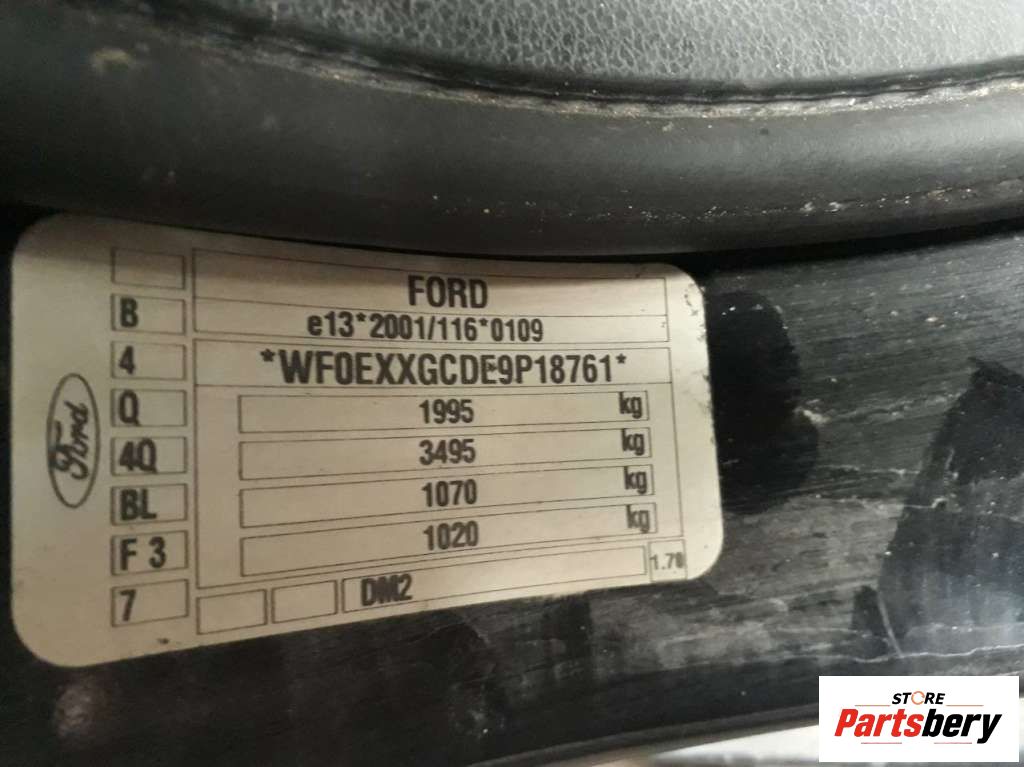 FORD
B
e13*2001/116*0109
4
*WF0EXXGCDE9P18761*
Q
1995 kg
4Q
3495 kg
BL
1070 kg
F 3
1020 kg
7
DM2
1.70
Ford
STORE
Partsbery